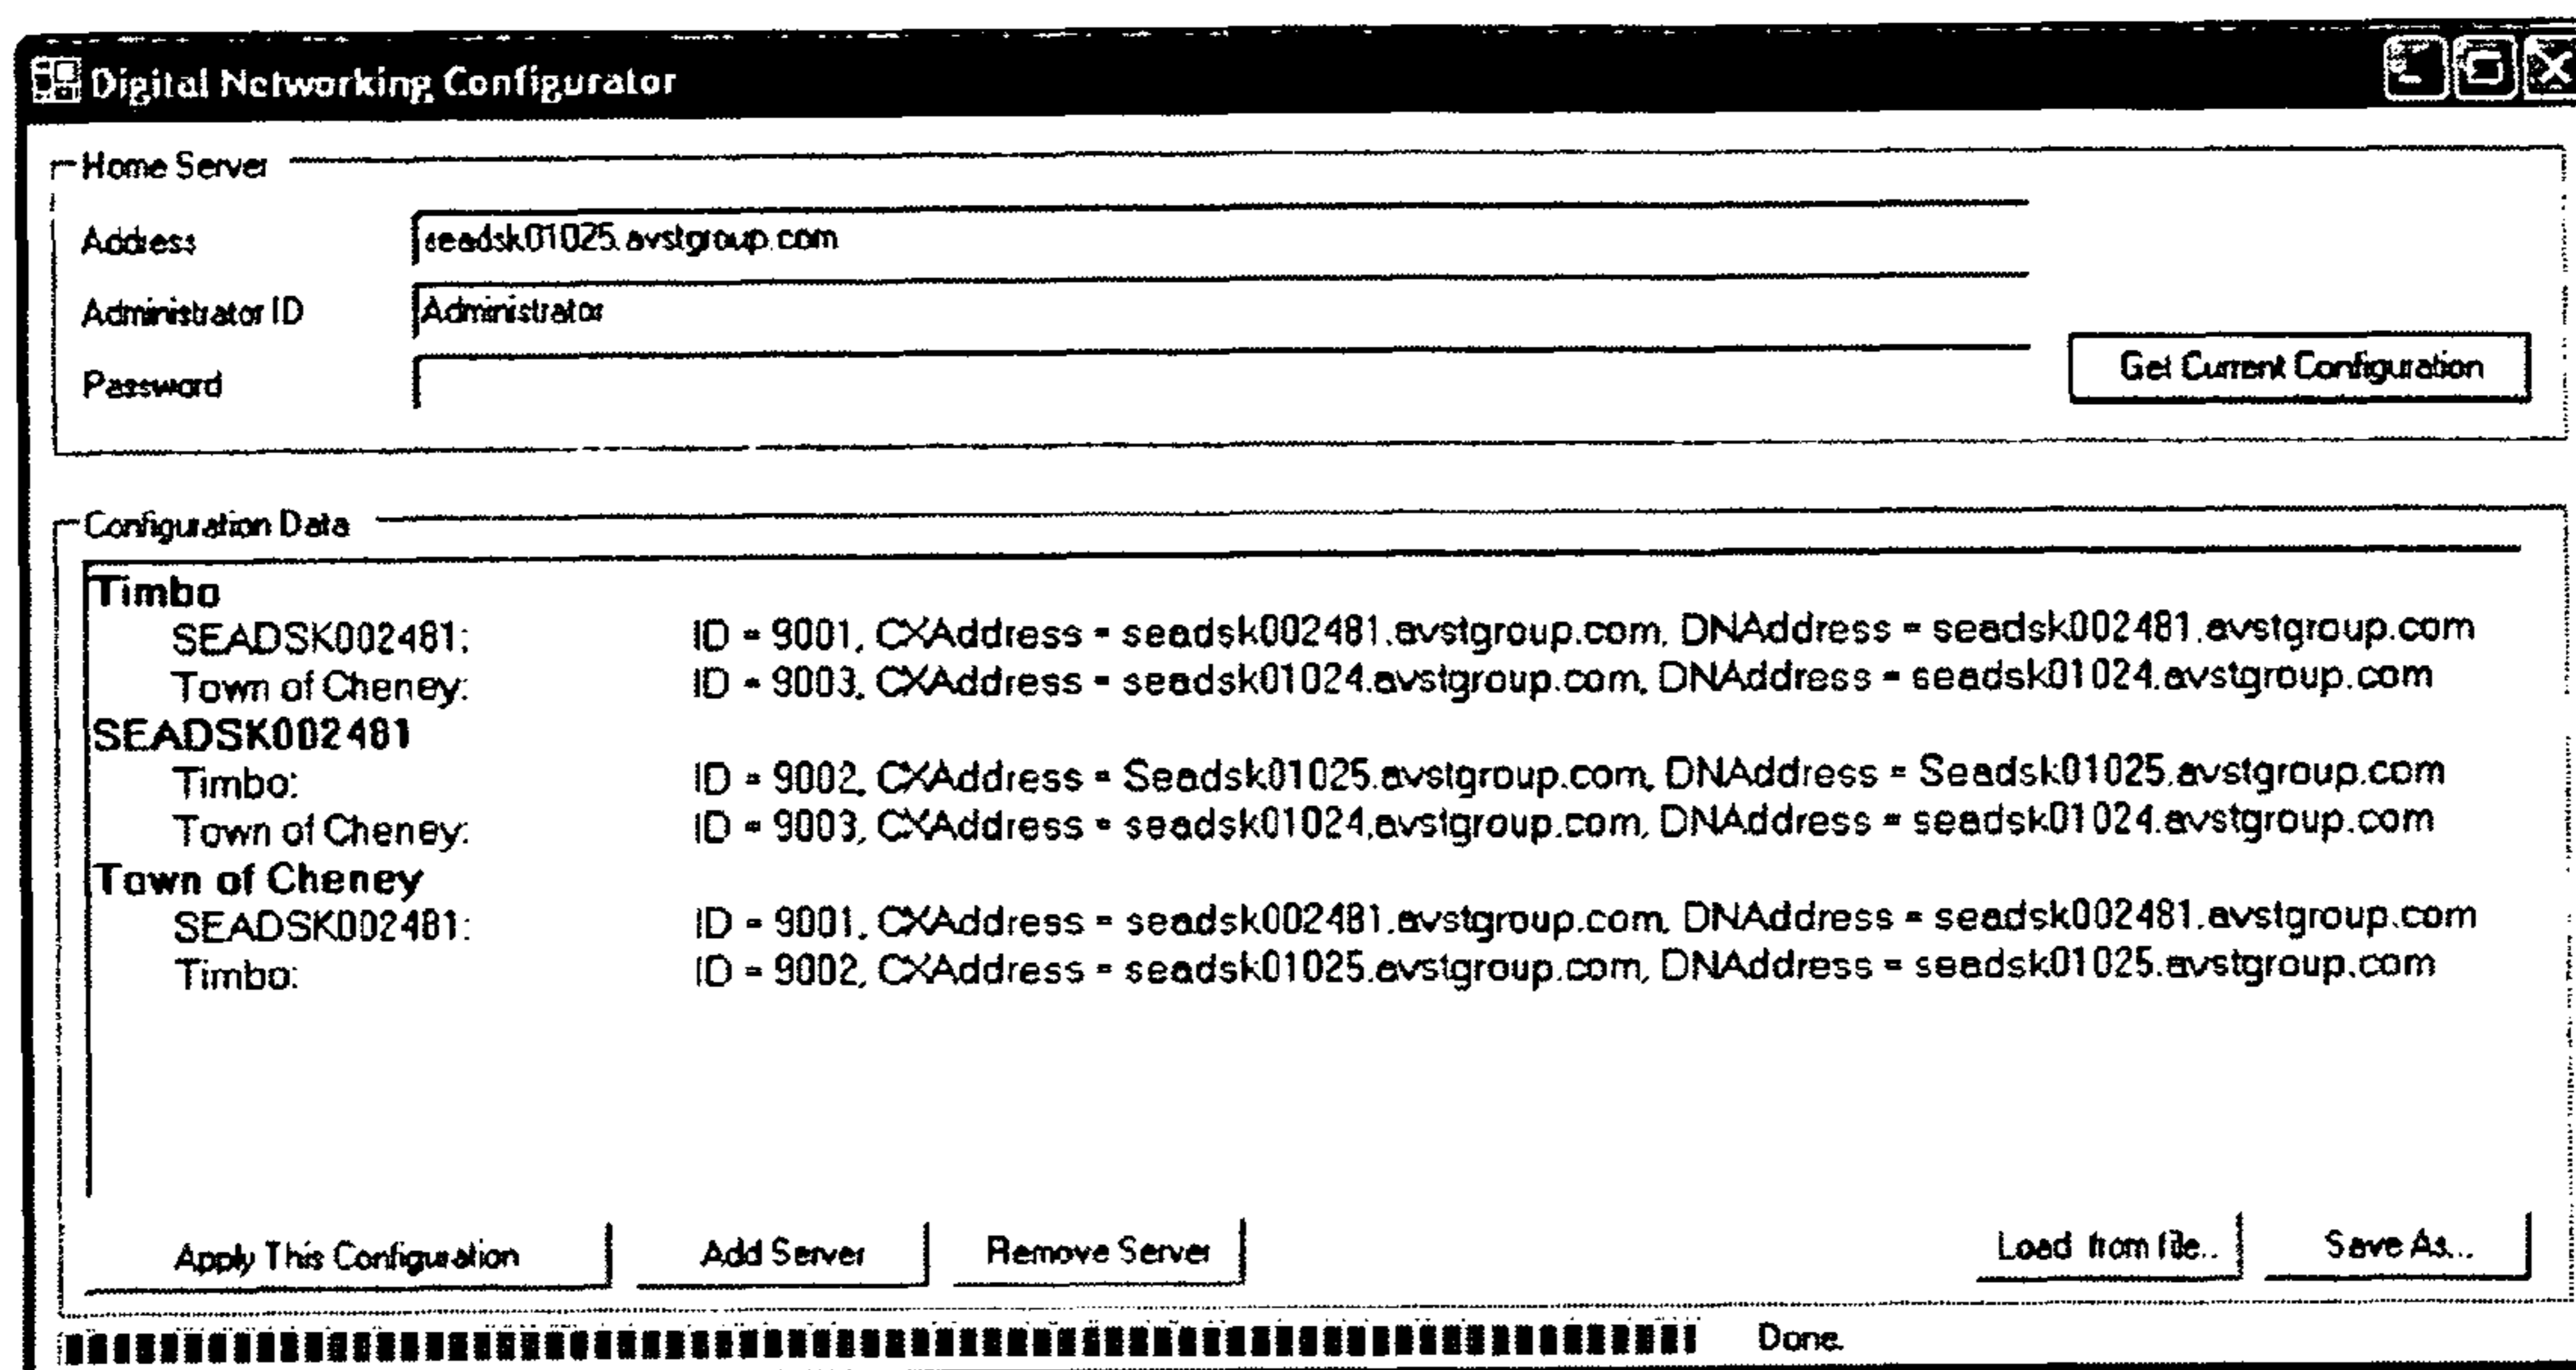 Digital Networking Configurator
Home Server
Address seadsk01025.avstgroup.com
Administrator ID Administrator
Password
Get Current Configuration
Configuration Data
Timbo
SEADSK002481: ID = 9001, CXAddress = seadsk002481.avstgroup.com, DNAddress = seadsk002481.avstgroup.com
Town of Cheney: ID = 9003, CXAddress = seadsk01024.avstgroup.com, DNAddress = seadsk01024.avstgroup.com
SEADSK002481
Timbo: ID = 9002, CXAddress = Seadsk01025.avstgroup.com, DNAddress = Seadsk01025.avstgroup.com
Town of Cheney: ID = 9003, CXAddress = seadsk01024.avstgroup.com, DNAddress = seadsk01024.avstgroup.com
Town of Cheney
SEADSK002481: ID = 9001, CXAddress = seadsk002481.avstgroup.com, DNAddress = seadsk002481.avstgroup.com
Timbo: ID = 9002, CXAddress = seadsk01025.avstgroup.com, DNAddress = seadsk01025.avstgroup.com
Apply This Configuration Add Server Remove Server Load from file.. Save As...
Done.